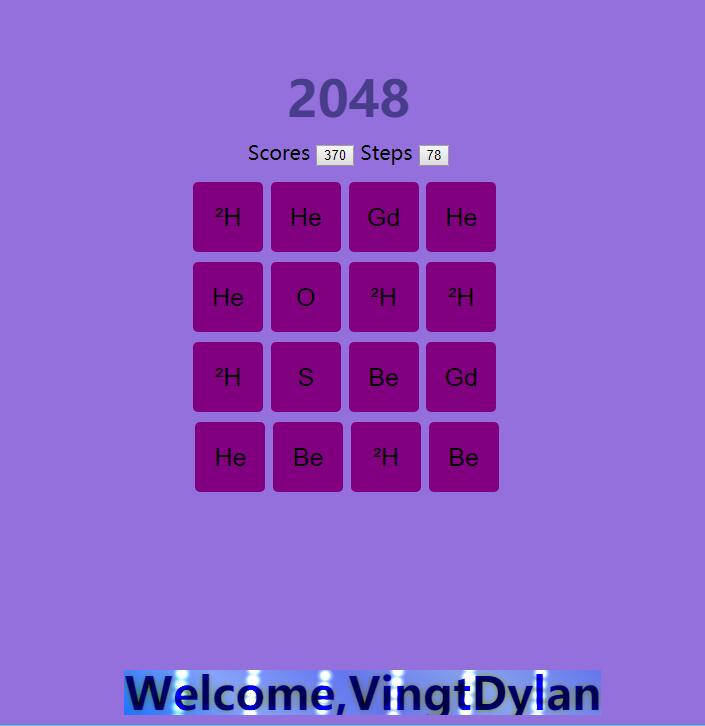 2048
Scores 370 Steps 78
²H He Gd He
He O ²H ²H
²H S Be Gd
He Be ²H Be
Welcome,VingtDylan